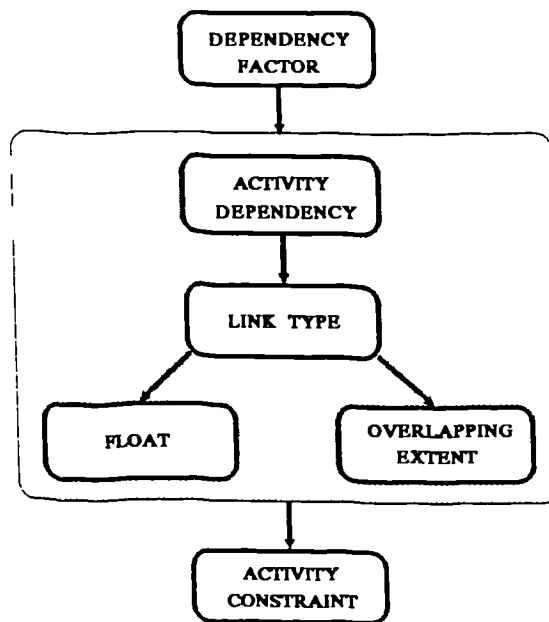 DEPENDENCY
FACTOR
ACTIVITY
DEPENDENCY
LINK TYPE
FLOAT
OVERLAPPING
EXTENT
ACTIVITY
CONSTRAINT